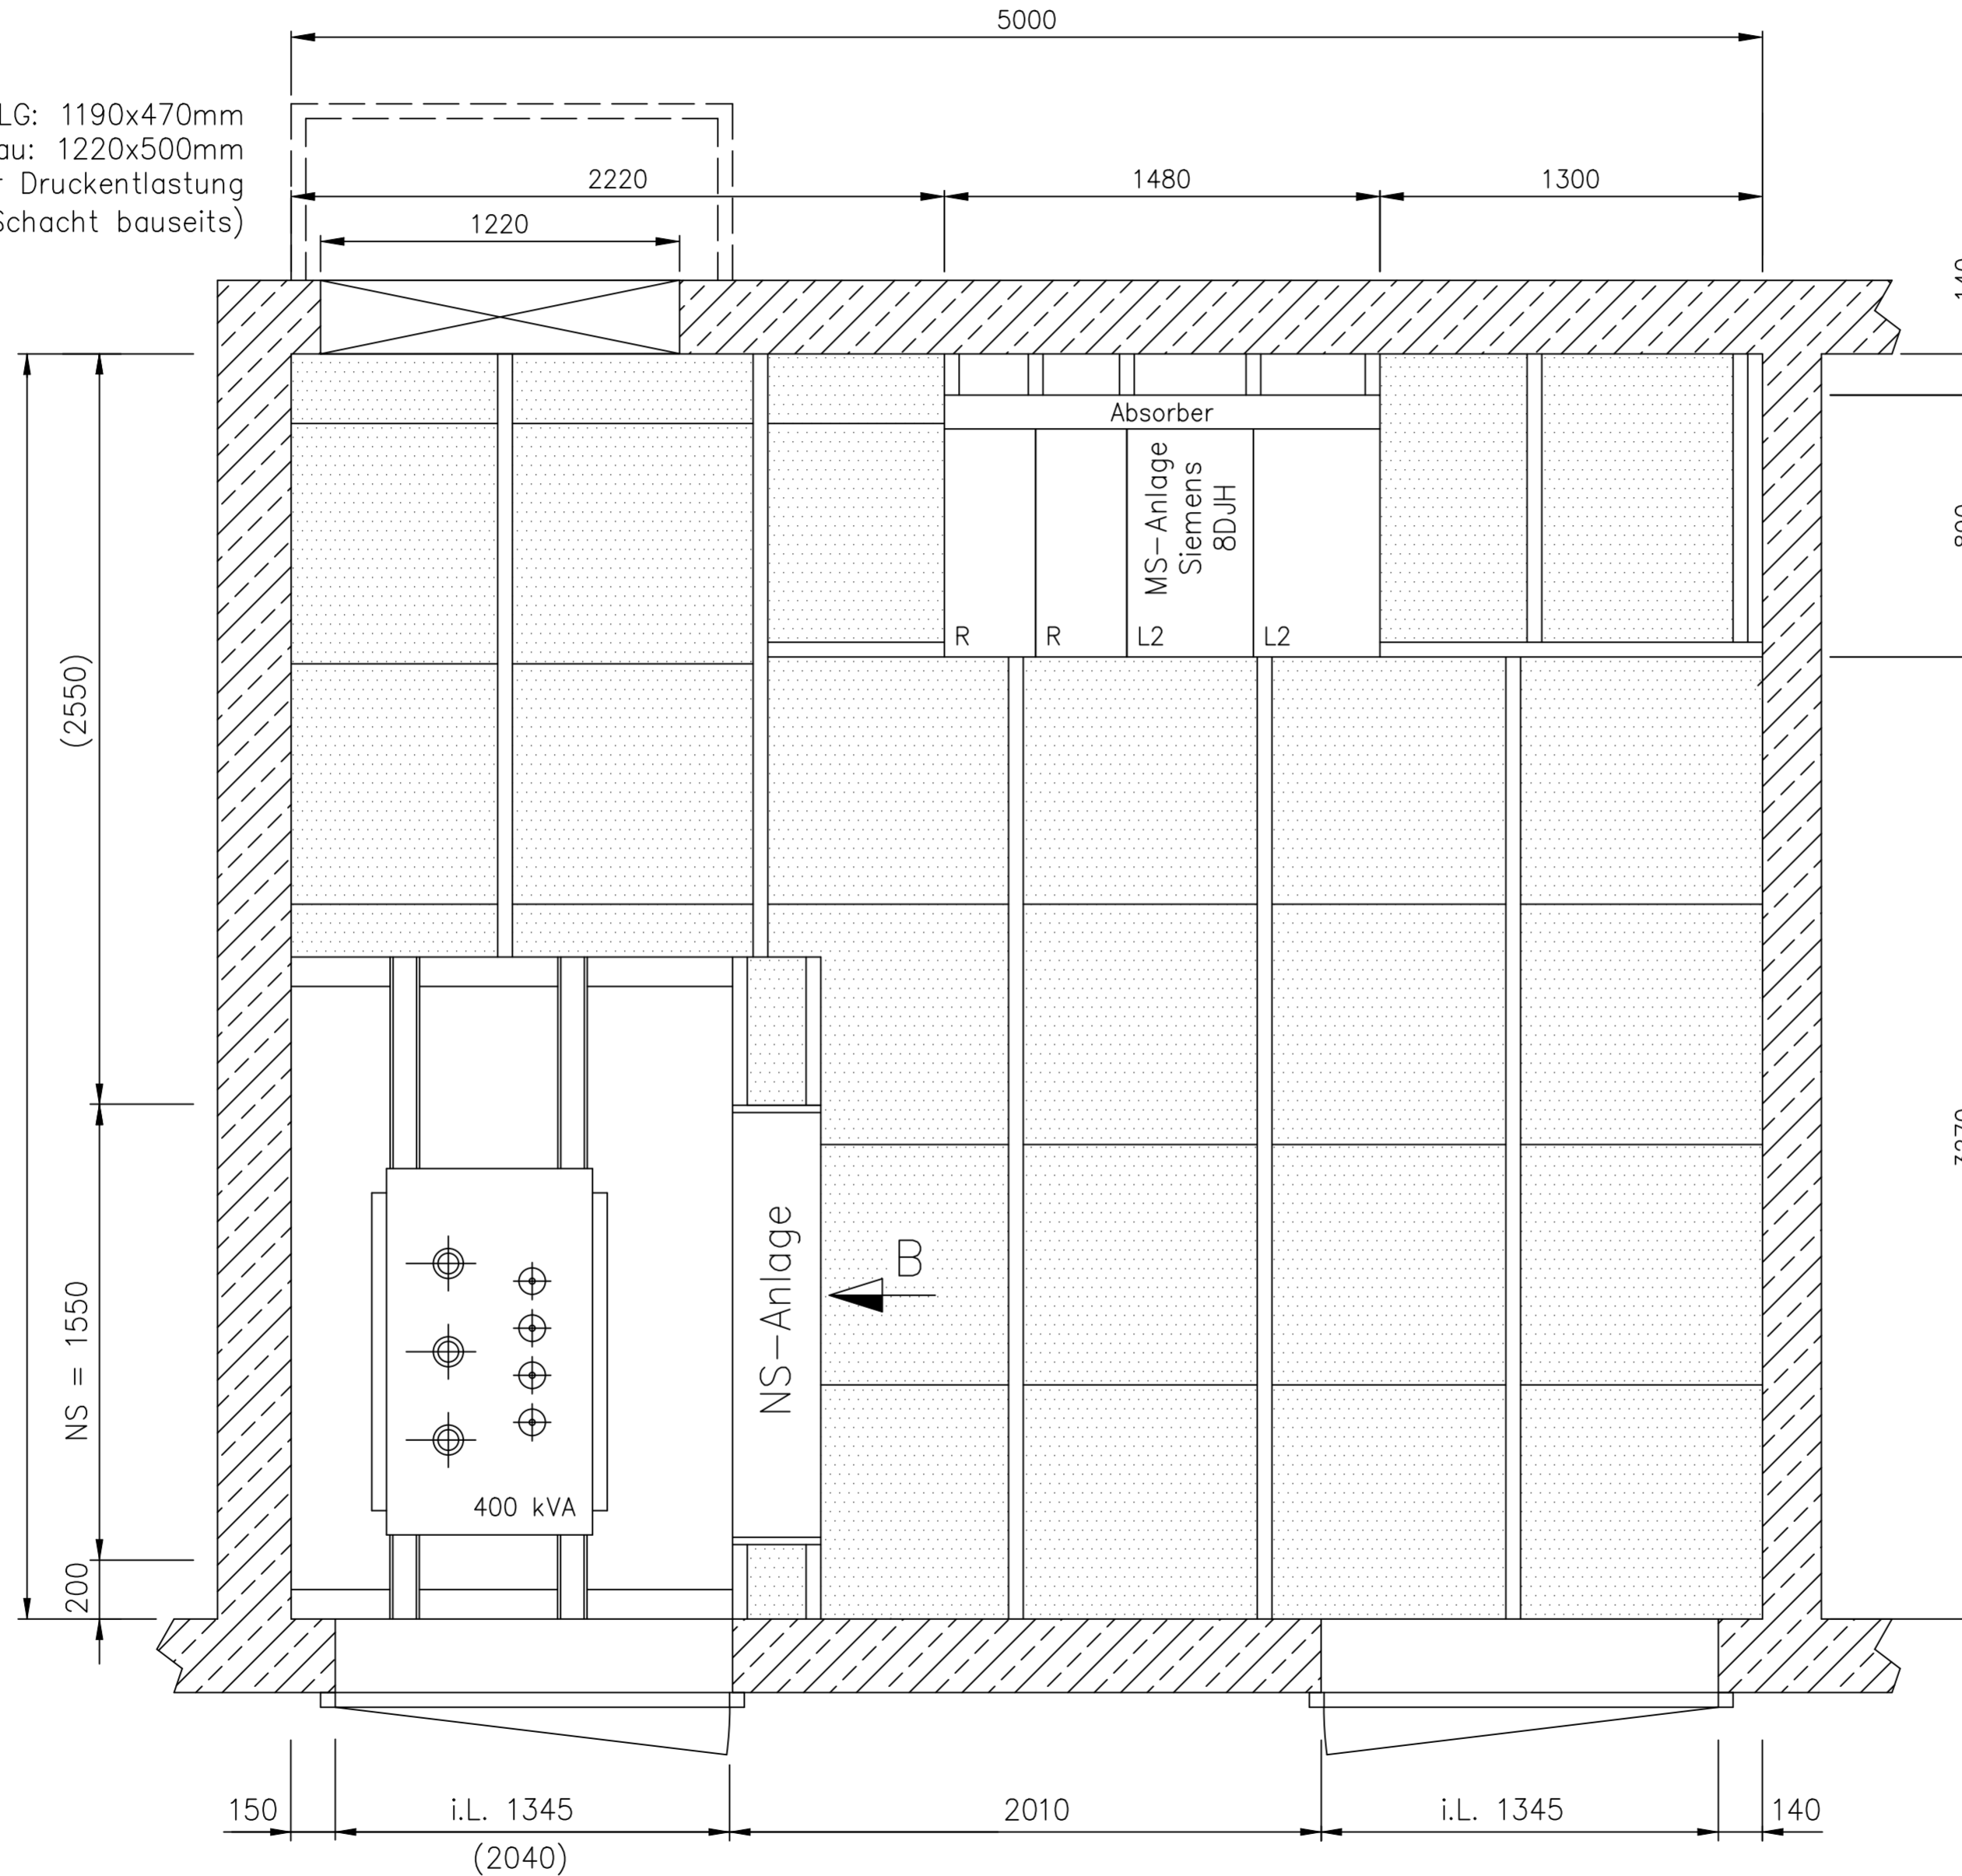 5000
LG: 1190x470mm
1220x500mm
Druckentlastung
Schacht bauseits)
2220
1480
1300
1220
Absorber
MS-Anlage
Siemens
8DJH
R
R
L2
L2
(2550)
NS = 1550
200
NS-Anlage
B
400 kVA
150
i.L. 1345
2010
i.L. 1345
140
(2040)